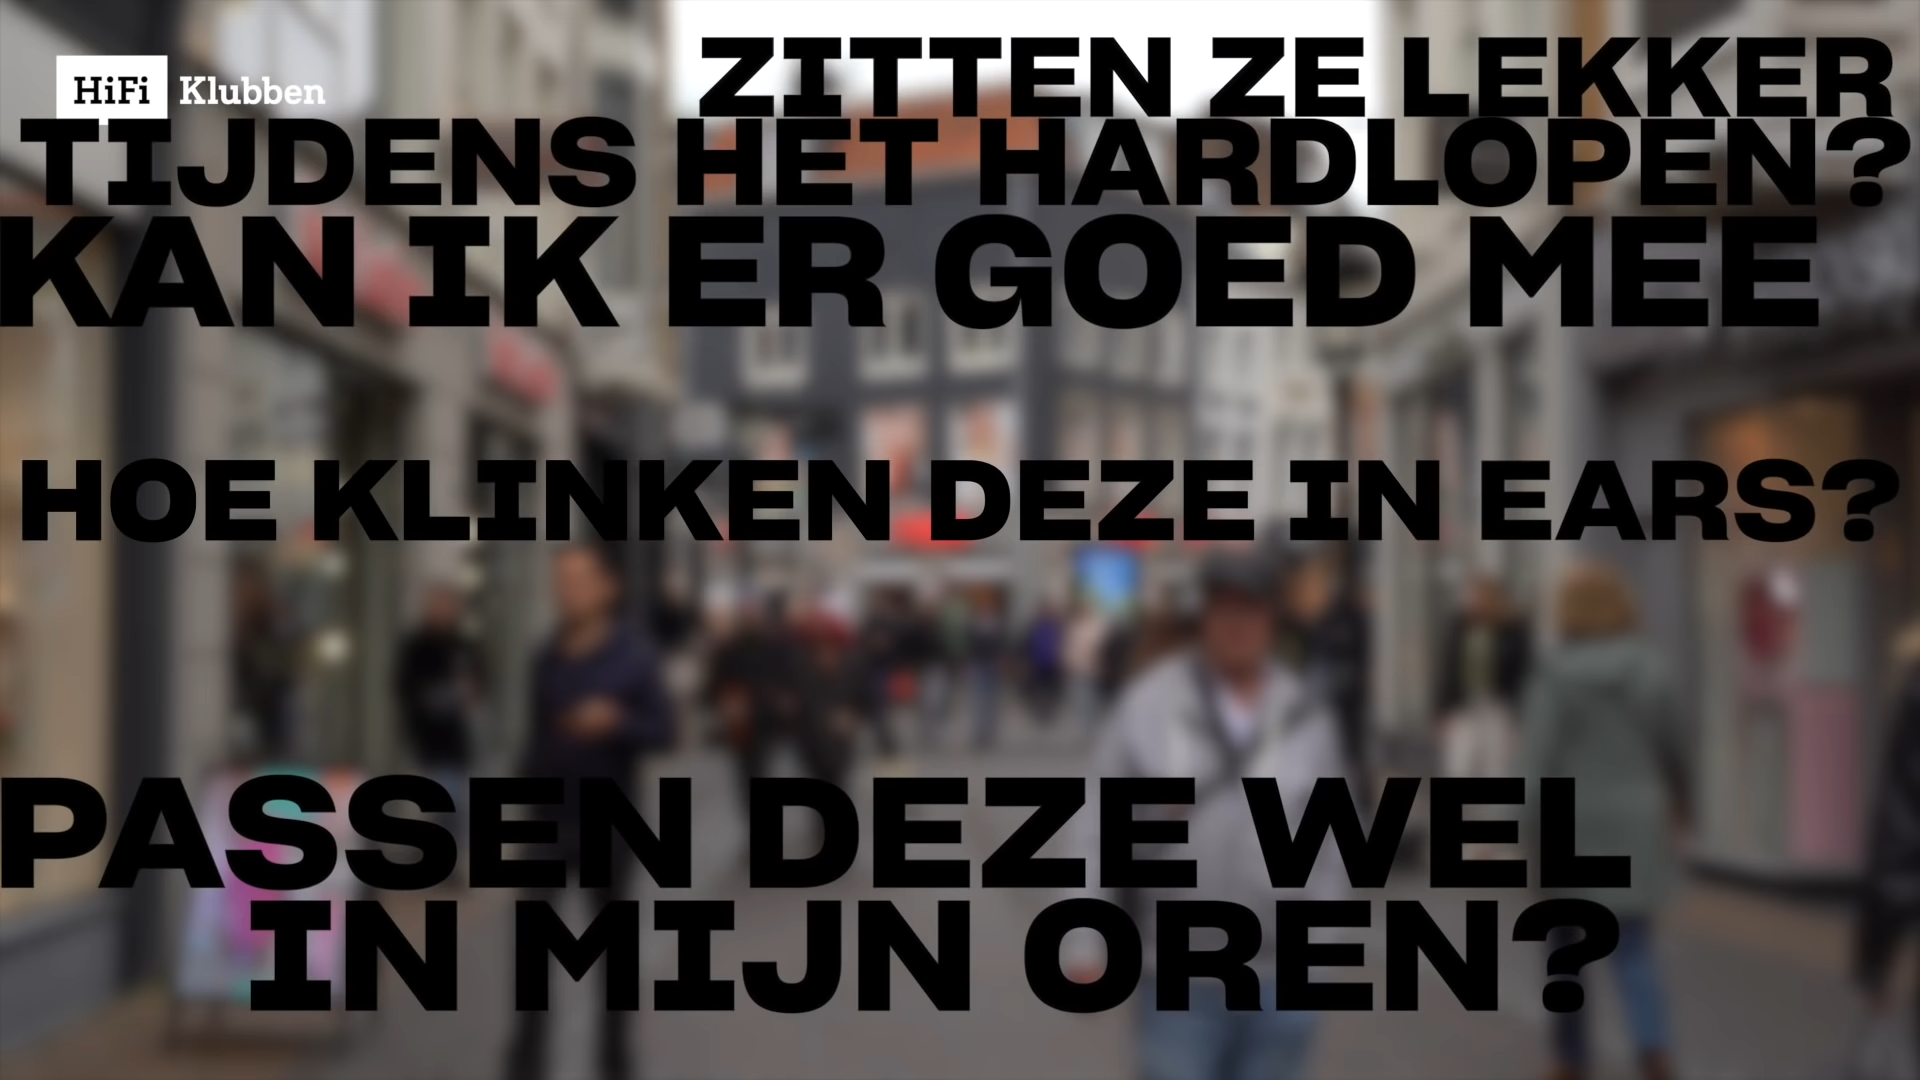 HiFi Klubben
ZITTEN ZE LEKKER
TIJDENS HET HARDLOPEN?
KAN IK ER GOED MEE
HOE KLINKEN DEZE IN EARS?
PASSEN DEZE WEL
IN MIJN OREN?